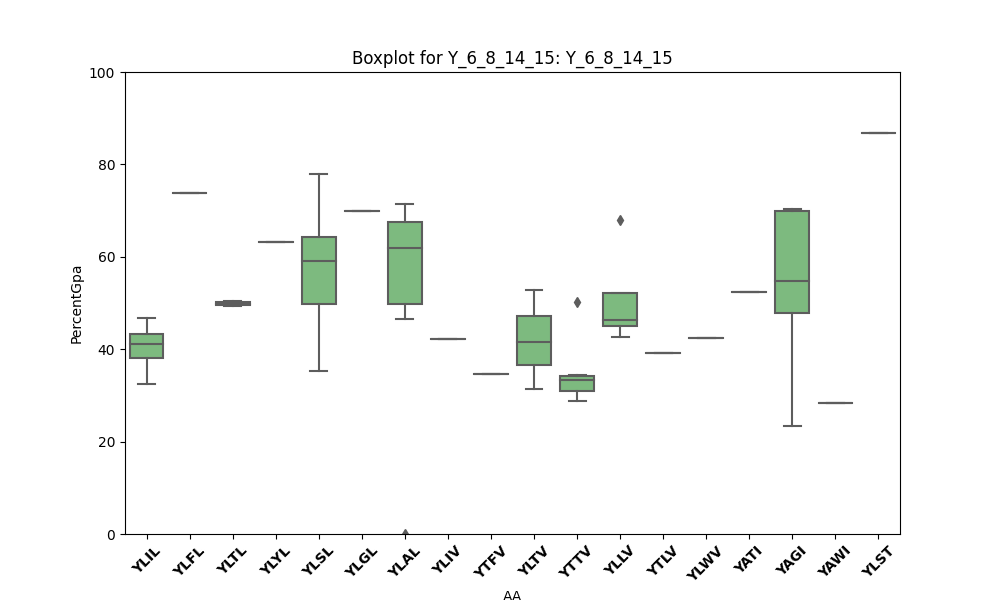 Boxplot for Y_6_8_14_15: Y_6_8_14_15
100
80
60
40
20
0
PercentGpa
YLIL
YLFL
YLTL
YLYL
YLSL
YLGL
YLAL
YLIV
YTFV
YLTV
YTTV
YLLV
YTLV
YLWV
YATI
YAGI
YAWI
YLST
AA